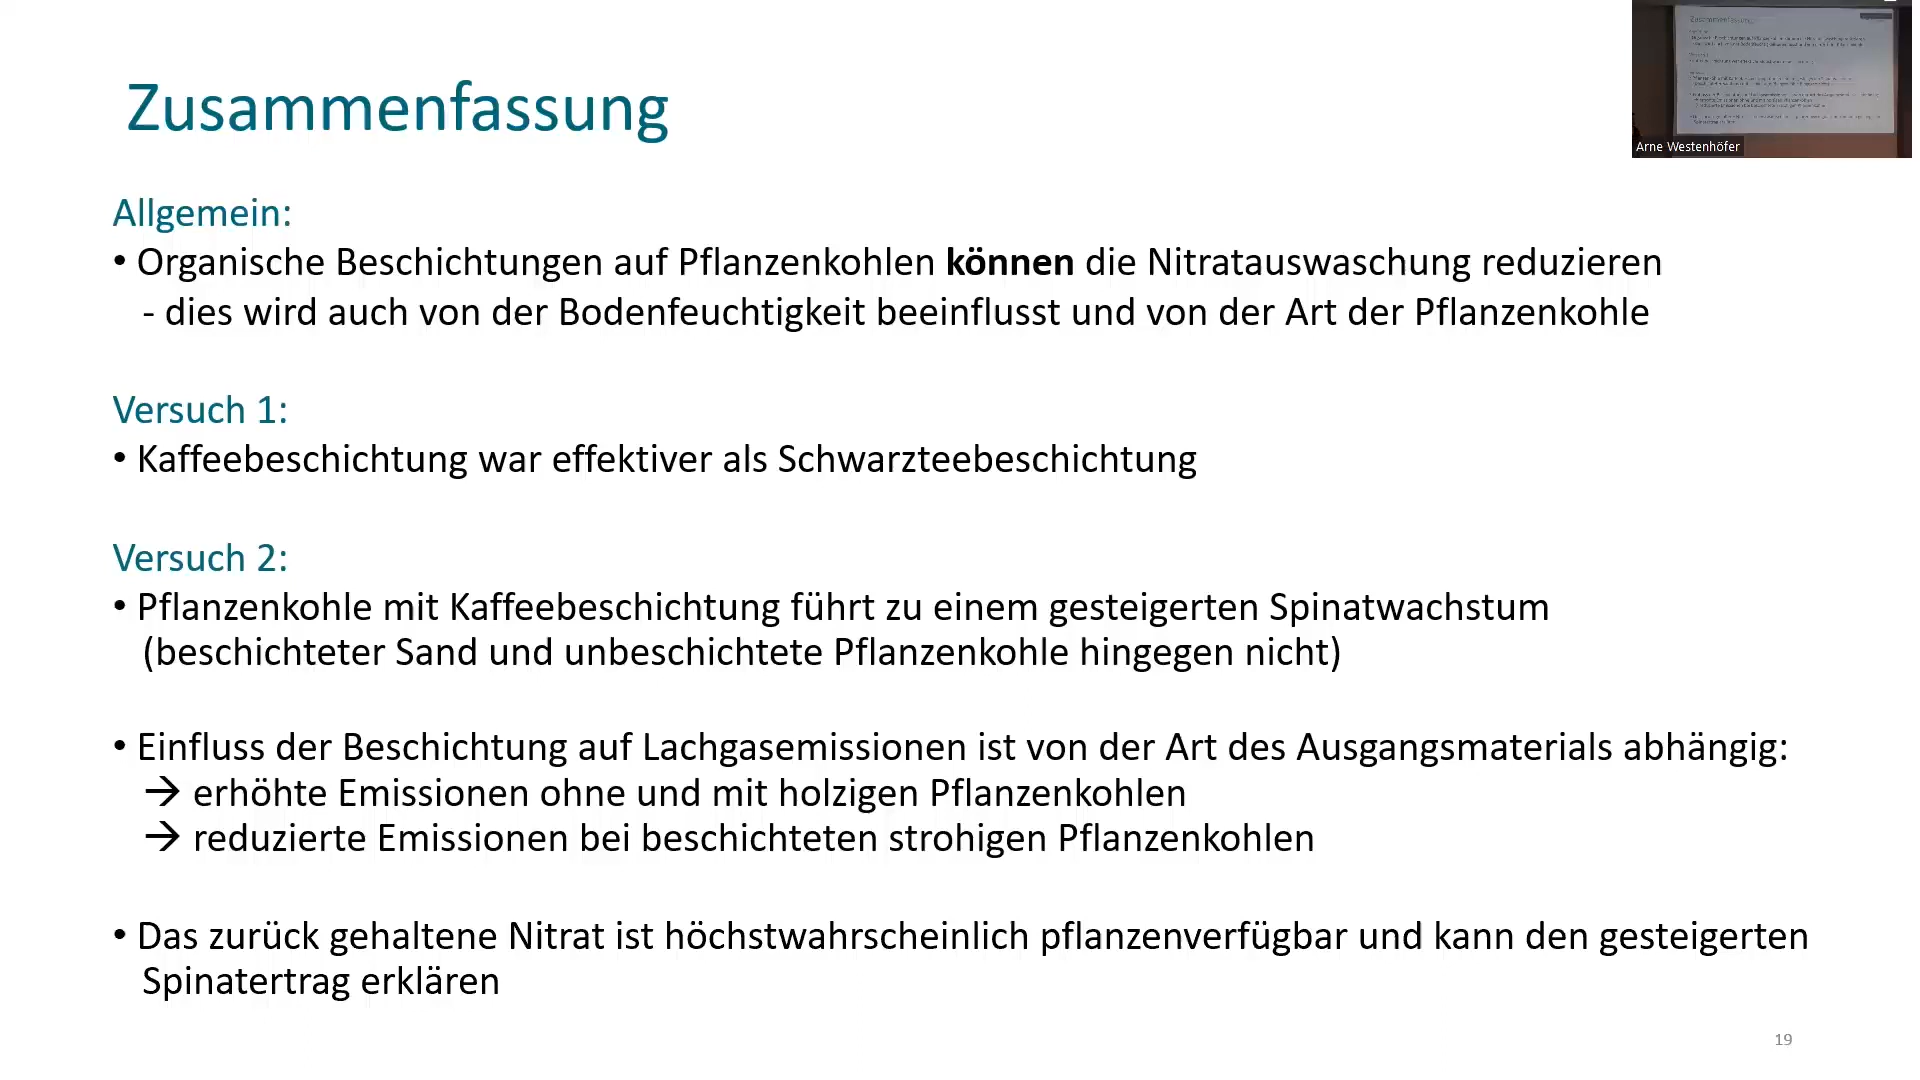 Zusammenfassung
Arne Westenhöfer
Allgemein:
• Organische Beschichtungen auf Pflanzenkohlen können die Nitratauswaschung reduzieren
- dies wird auch von der Bodenfeuchtigkeit beeinflusst und von der Art der Pflanzenkohle
Versuch 1:
• Kaffeebeschichtung war effektiver als Schwarzteebeschichtung
Versuch 2:
• Pflanzenkohle mit Kaffeebeschichtung führt zu einem gesteigerten Spinatwachstum
(beschichteter Sand und unbeschichtete Pflanzenkohle hingegen nicht)
• Einfluss der Beschichtung auf Lachgasemissionen ist von der Art des Ausgangsmaterials abhängig:
→ erhöhte Emissionen ohne und mit holzigen Pflanzenkohlen
→ reduzierte Emissionen bei beschichteten strohigen Pflanzenkohlen
• Das zurück gehaltene Nitrat ist höchstwahrscheinlich pflanzenverfügbar und kann den gesteigerten
Spinatertrag erklären
19